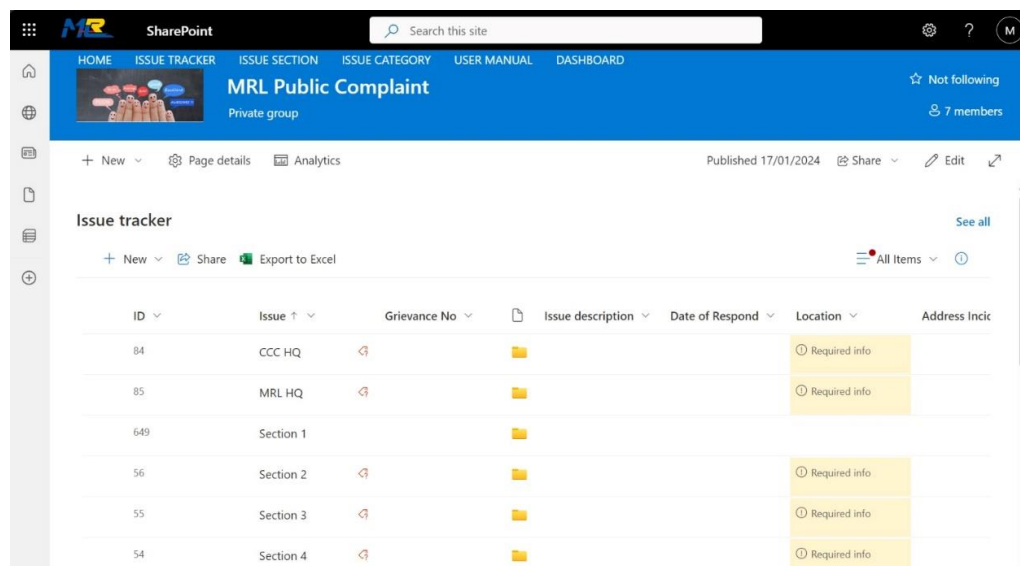 MRL SharePoint Search this site ? M
HOME ISSUE TRACKER ISSUE SECTION ISSUE CATEGORY USER MANUAL DASHBOARD
MRL Public Complaint
Not following
Private group
7 members
New Page details Analytics Published 17/01/2024 Share Edit
Issue tracker
See all
New Share Export to Excel All Items
ID Issue Grievance No Issue description Date of Respond Location Address Incid
84 CCC HQ Required info
85 MRL HQ Required info
649 Section 1
56 Section 2 Required info
55 Section 3 Required info
54 Section 4 Required info